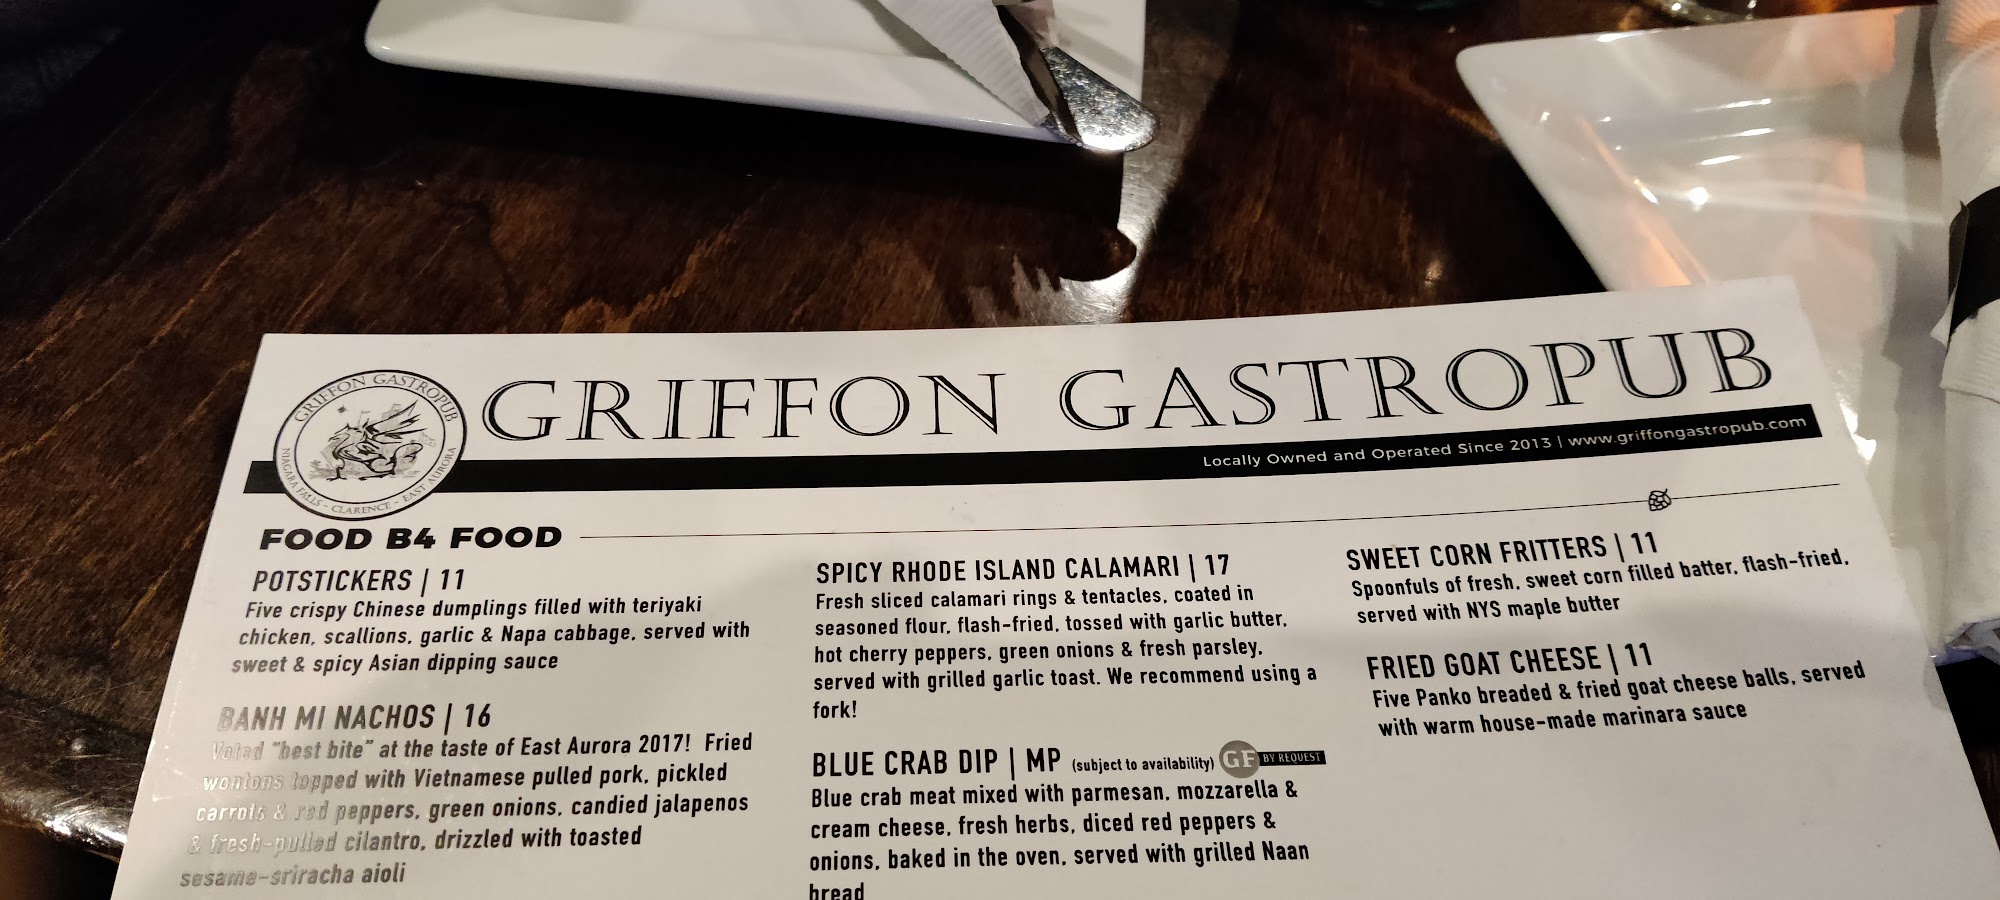 GRIFFON GASTROPUB
NIAGARA FALLS - CLARENCE - EAST AURORA
GRIFFON GASTROPUB
Locally Owned and Operated Since 2013 | www.griffongastropub.com
FOOD B4 FOOD
POTSTICKERS | 11
Five crispy Chinese dumplings filled with teriyaki
chicken, scallions, garlic & Napa cabbage, served with
sweet & spicy Asian dipping sauce
BANH MI NACHOS | 16
Voted "best bite" at the taste of East Aurora 2017! Fried
wontons topped with Vietnamese pulled pork, pickled
carrots & red peppers, green onions, candied jalapenos
& fresh-pulled cilantro, drizzled with toasted
sesame-sriracha aioli
SPICY RHODE ISLAND CALAMARI | 17
Fresh sliced calamari rings & tentacles, coated in
seasoned flour, flash-fried, tossed with garlic butter,
hot cherry peppers, green onions & fresh parsley,
served with grilled garlic toast. We recommend using a
fork!
BLUE CRAB DIP | MP (subject to availability) GF BY REQUEST
Blue crab meat mixed with parmesan, mozzarella &
cream cheese, fresh herbs, diced red peppers &
onions, baked in the oven, served with grilled Naan
bread
SWEET CORN FRITTERS | 11
Spoonfuls of fresh, sweet corn filled batter, flash-fried,
served with NYS maple butter
FRIED GOAT CHEESE | 11
Five Panko breaded & fried goat cheese balls, served
with warm house-made marinara sauce